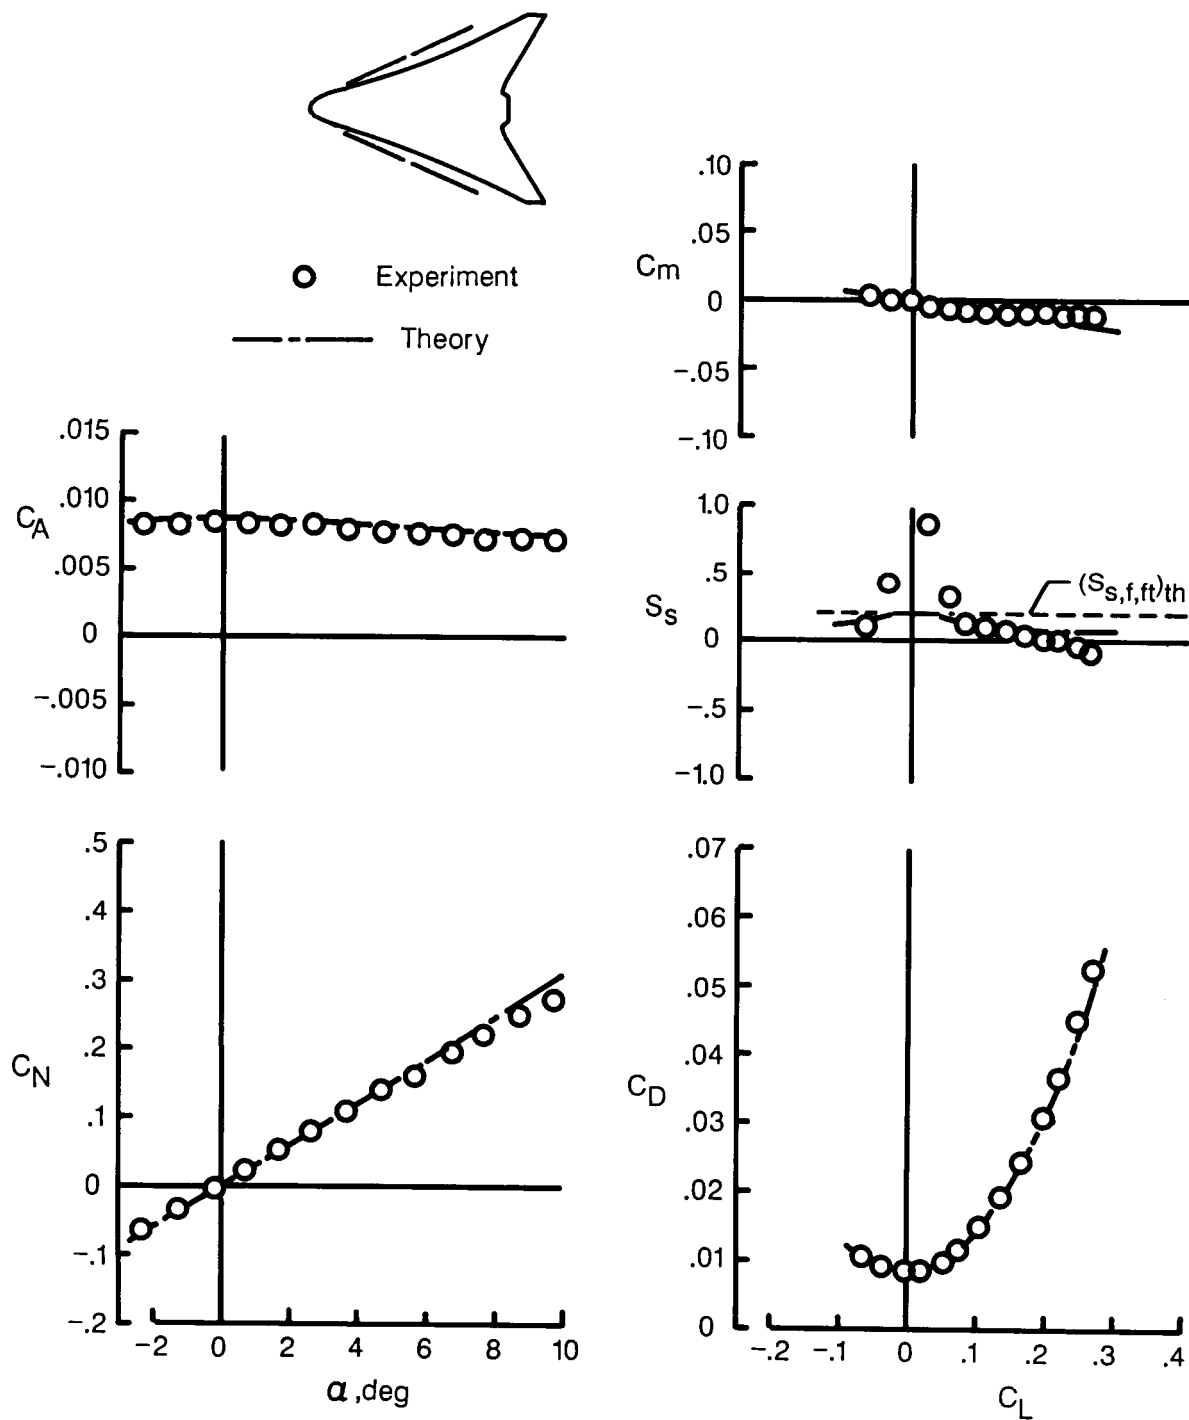 Experiment
Theory
.015
.010
.005
0
-.005
-.010
CA
.5
.4
.3
.2
.1
0
-.1
-.2
CN
-2 0 2 4 6 8 10
α,deg
.10
.05
0
-.05
-.10
Cm
1.0
.5
0
-.5
-1.0
Ss
(Ss,f,ft)th
.07
.06
.05
.04
.03
.02
.01
0
CD
-.2 -.1 0 .1 .2 .3 .4
CL